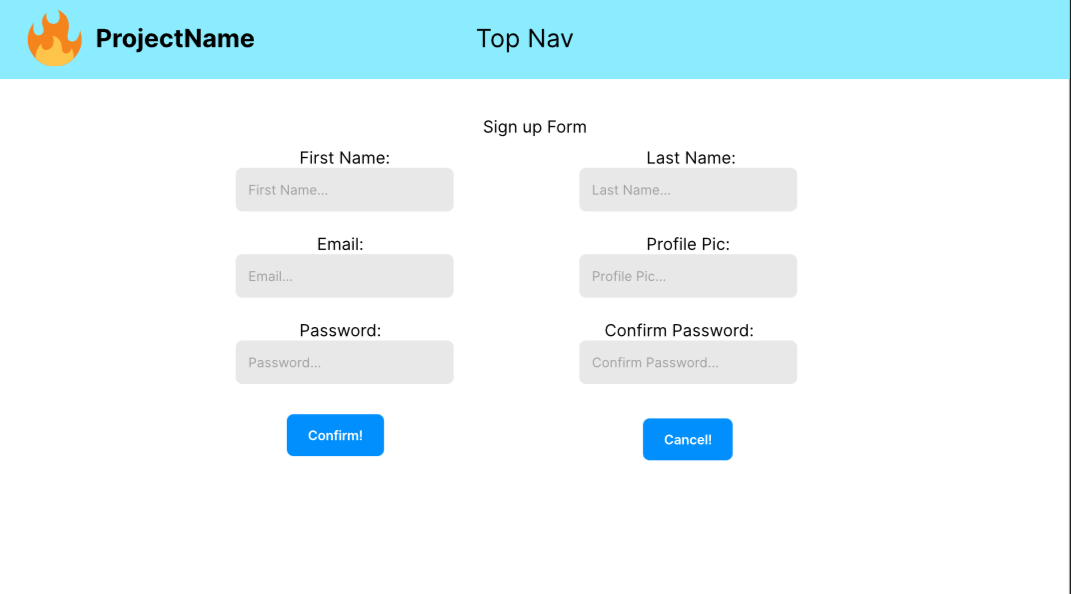 ProjectName
Top Nav
Sign up Form
First Name:
Last Name:
First Name...
Last Name...
Email:
Profile Pic:
Email...
Profile Pic...
Password:
Confirm Password:
Password...
Confirm Password...
Confirm!
Cancel!